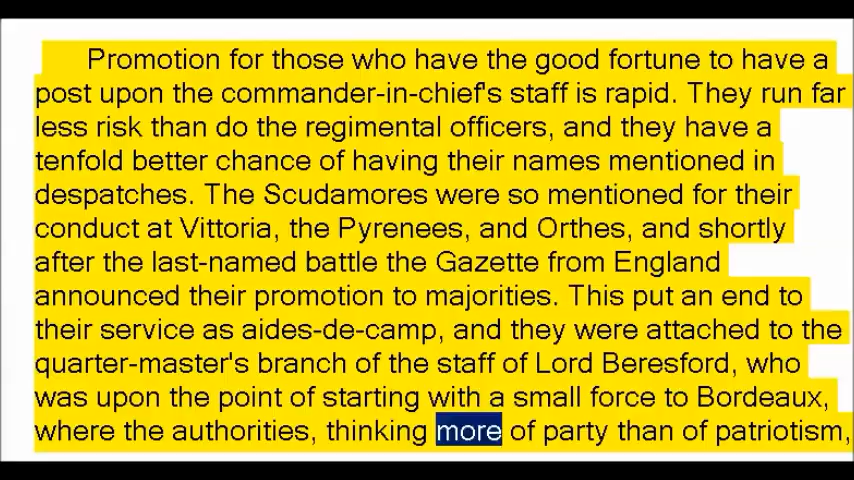 Promotion for those who have the good fortune to have a
post upon the commander-in-chief's staff is rapid. They run far
less risk than do the regimental officers, and they have a
tenfold better chance of having their names mentioned in
despatches. The Scudamores were so mentioned for their
conduct at Vittoria, the Pyrenees, and Orthes, and shortly
after the last-named battle the Gazette from England
announced their promotion to majorities. This put an end to
their service as aides-de-camp, and they were attached to the
quarter-master's branch of the staff of Lord Beresford, who
was upon the point of starting with a small force to Bordeaux,
where the authorities, thinking more of party than of patriotism,